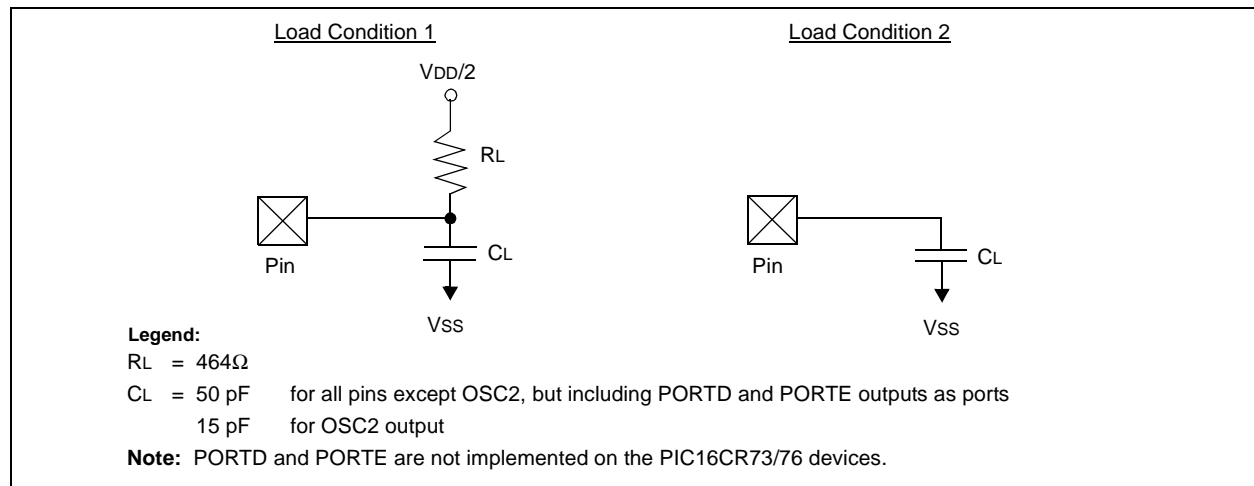 Load Condition 1
Load Condition 2
VDD/2
RL
Pin
CL
VSS
Pin
CL
VSS
Legend:
RL = 464Ω
CL = 50 pF for all pins except OSC2, but including PORTD and PORTE outputs as ports
15 pF for OSC2 output
Note: PORTD and PORTE are not implemented on the PIC16CR73/76 devices.